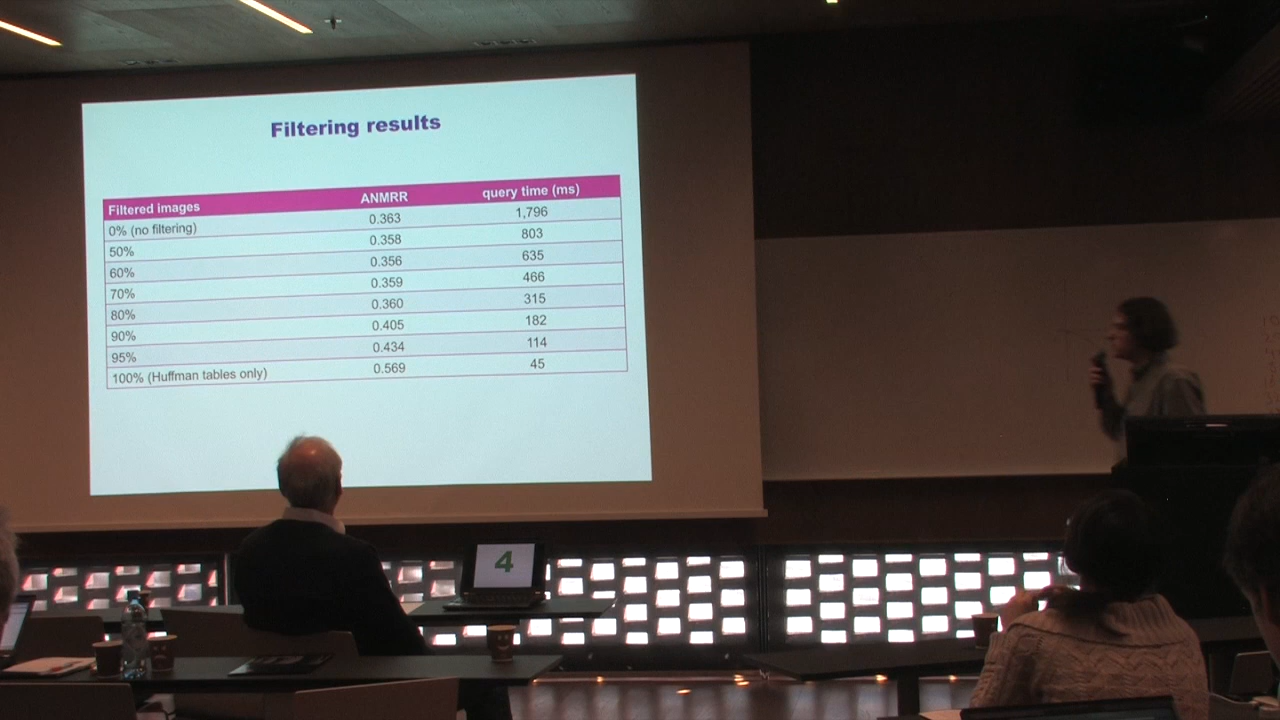 Filtering results
Filtered images ANMRR query time (ms)
0% (no filtering) 0.363 1,796
50% 0.358 803
60% 0.356 635
70% 0.359 466
80% 0.360 315
90% 0.405 182
95% 0.434 114
100% (Huffman tables only) 0.569 45
4